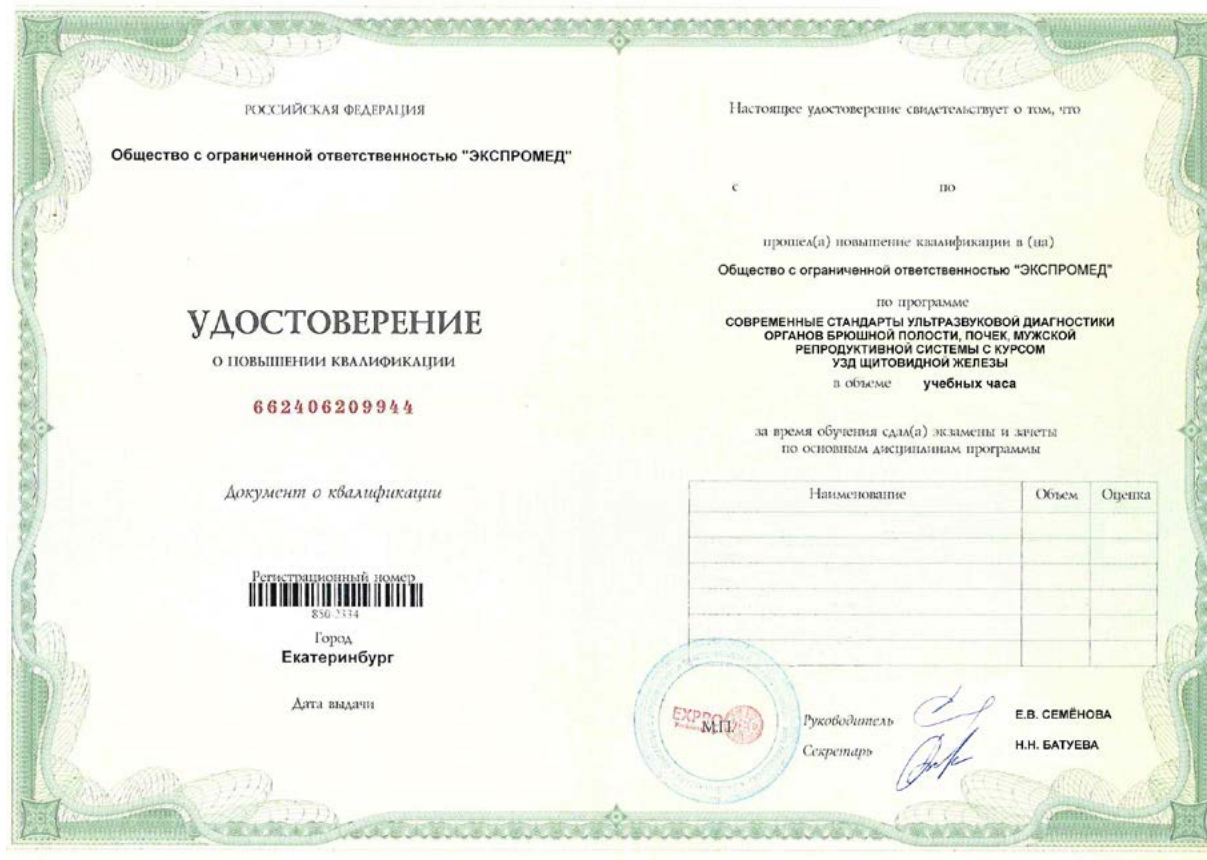 РОССИЙСКАЯ ФЕДЕРАЦИЯ
Общество с ограниченной ответственностью "ЭКСПРОМЕД"
УДОСТОВЕРЕНИЕ
О ПОВЫШЕНИИ КВАЛИФИКАЦИИ
662406209944
Документ о квалификации
Регистрационный номер
850-2334
Город
Екатеринбург
Дата выдачи
Настоящее удостоверение свидетельствует о том, что
с по
прошел(а) повышение квалификации в (на)
Общество с ограниченной ответственностью "ЭКСПРОМЕД"
по программе
СОВРЕМЕННЫЕ СТАНДАРТЫ УЛЬТРАЗВУКОВОЙ ДИАГНОСТИКИ
ОРГАНОВ БРЮШНОЙ ПОЛОСТИ, ПОЧЕК, МУЖСКОЙ
РЕПРОДУКТИВНОЙ СИСТЕМЫ С КУРСОМ
УЗД ЩИТОВИДНОЙ ЖЕЛЕЗЫ
в объеме учебных часа
за время обучения сдал(а) экзамены и зачеты
по основным дисциплинам программы
Наименование Объем Оценка
М.П.
Руководитель Е.В. СЕМЁНОВА
Секретарь Н.Н. БАТУЕВА